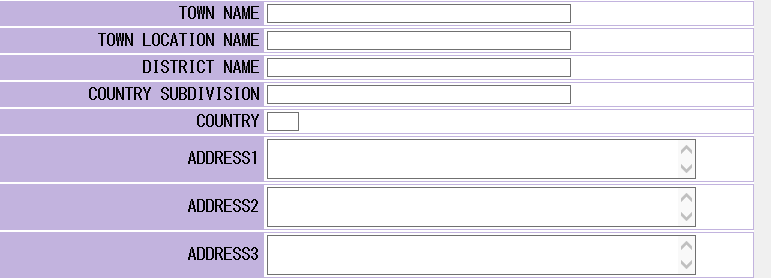 TOWN NAME
TOWN LOCATION NAME
DISTRICT NAME
COUNTRY SUBDIVISION
COUNTRY
ADDRESS1
ADDRESS2
ADDRESS3